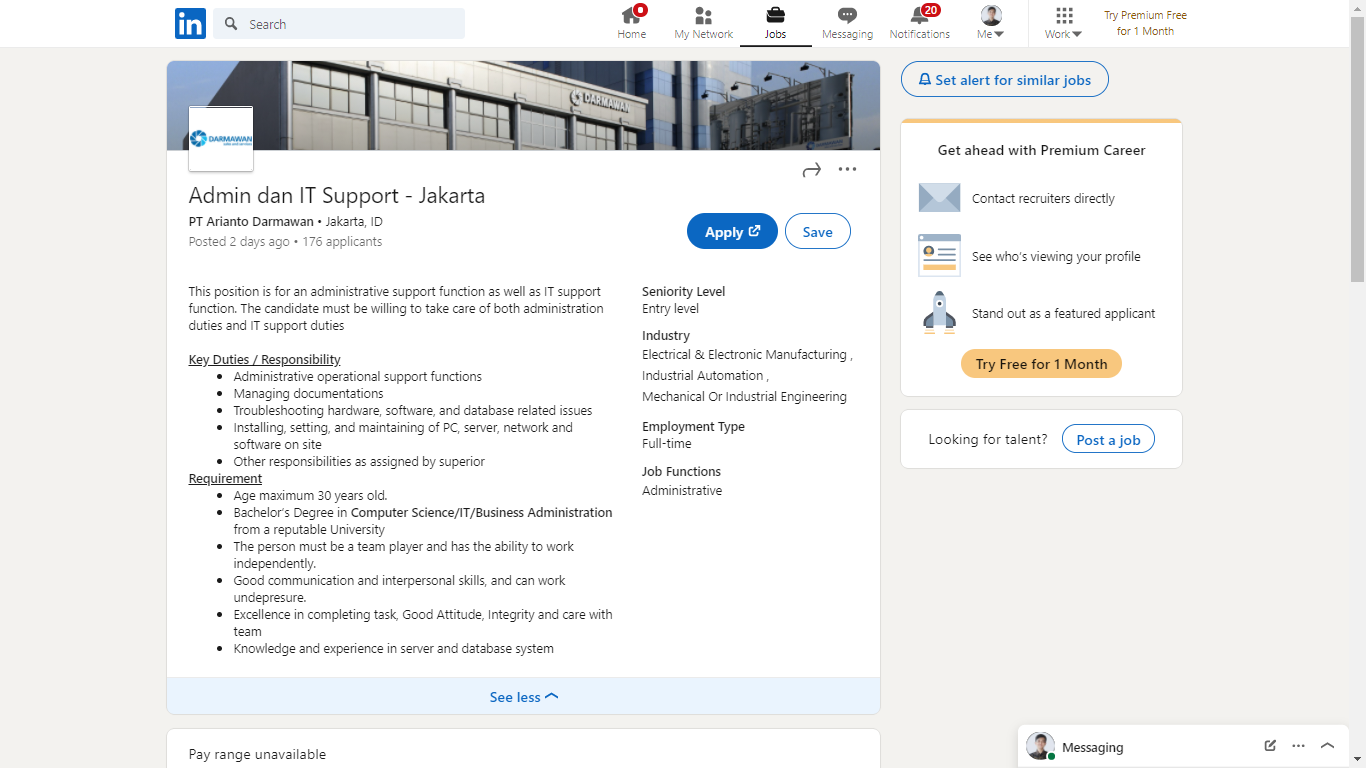 in
Search
Home
My Network
Jobs
Messaging
20
Notifications
Me
Work
Try Premium Free
for 1 Month
DARMAWAN
DARMAWAN
Set alert for similar jobs
Admin dan IT Support - Jakarta
PT Arianto Darmawan • Jakarta, ID
Posted 2 days ago • 176 applicants
Apply
Save
This position is for an administrative support function as well as IT support
function. The candidate must be willing to take care of both administration
duties and IT support duties
Key Duties / Responsibility
• Administrative operational support functions
• Managing documentations
• Troubleshooting hardware, software, and database related issues
• Installing, setting, and maintaining of PC, server, network and
software on site
• Other responsibilities as assigned by superior
Requirement
• Age maximum 30 years old.
• Bachelor's Degree in Computer Science/IT/Business Administration
from a reputable University
• The person must be a team player and has the ability to work
independently.
• Good communication and interpersonal skills, and can work
undepresure.
• Excellence in completing task, Good Attitude, Integrity and care with
team
• Knowledge and experience in server and database system
Seniority Level
Entry level
Industry
Electrical & Electronic Manufacturing ,
Industrial Automation ,
Mechanical Or Industrial Engineering
Employment Type
Full-time
Job Functions
Administrative
See less
Pay range unavailable
Get ahead with Premium Career
Contact recruiters directly
See who's viewing your profile
Stand out as a featured applicant
Try Free for 1 Month
Looking for talent?
Post a job
Messaging